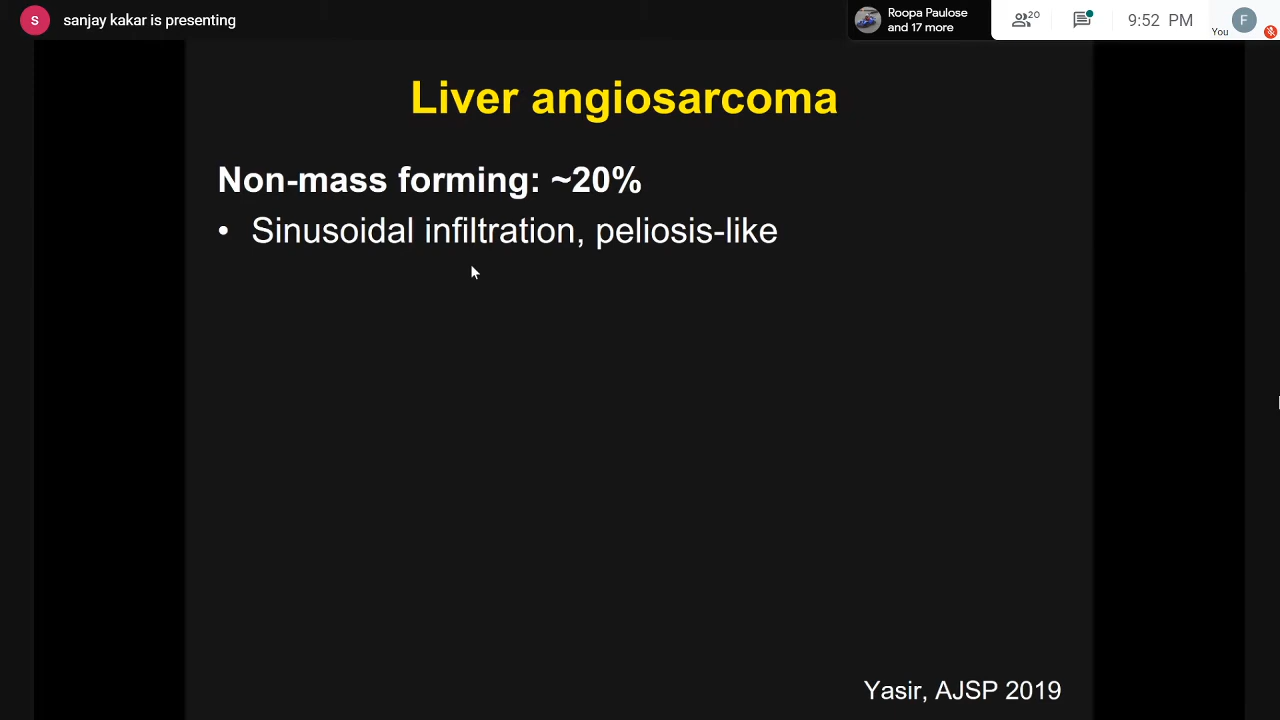 S sanjay kakar is presenting
Roopa Paulose
and 17 more
20
9:52 PM
You
F
Liver angiosarcoma
Non-mass forming: ~20%
• Sinusoidal infiltration, peliosis-like
Yasir, AJSP 2019